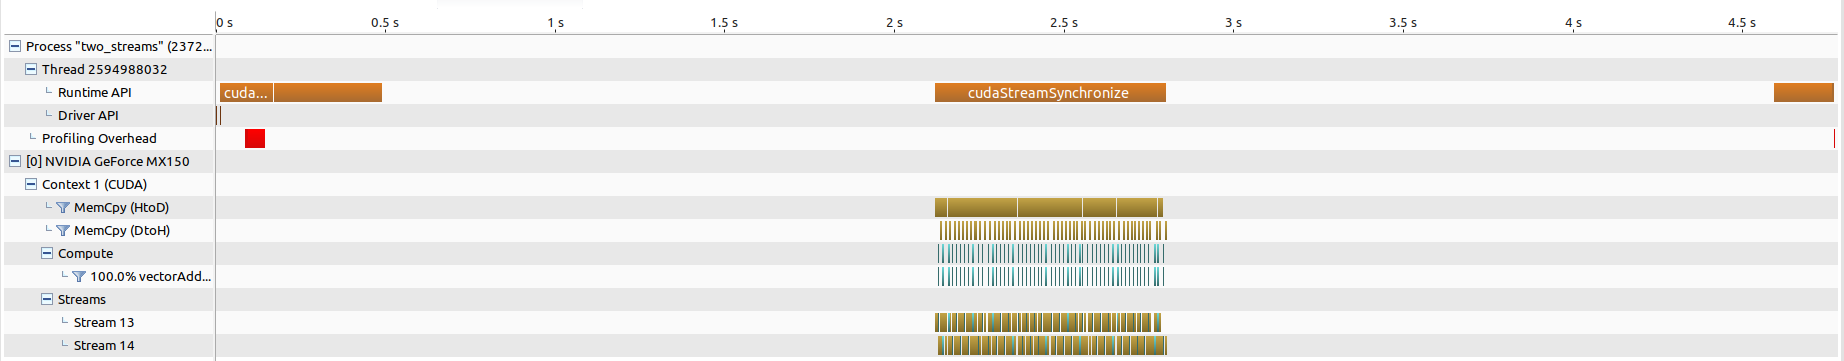 0 s 0.5 s 1 s 1.5 s 2 s 2.5 s 3 s 3.5 s 4 s 4.5 s
Process "two_streams" (2372...
Thread 2594988032
Runtime API cuda... cudaStreamSynchronize
Driver API
Profiling Overhead
[0] NVIDIA GeForce MX150
Context 1 (CUDA)
MemCpy (HtoD)
MemCpy (DtoH)
Compute
100.0% vectorAdd...
Streams
Stream 13
Stream 14